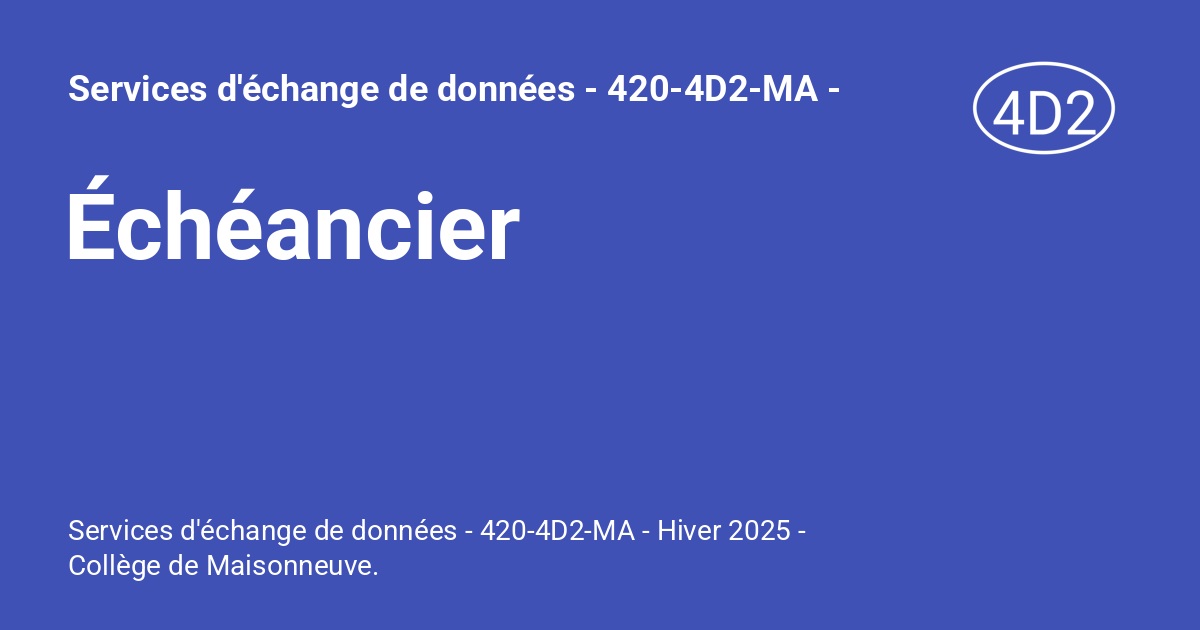 Services d'échange de données - 420-4D2-MA -
4D2
Échéancier
Services d'échange de données - 420-4D2-MA - Hiver 2025 -
Collège de Maisonneuve.